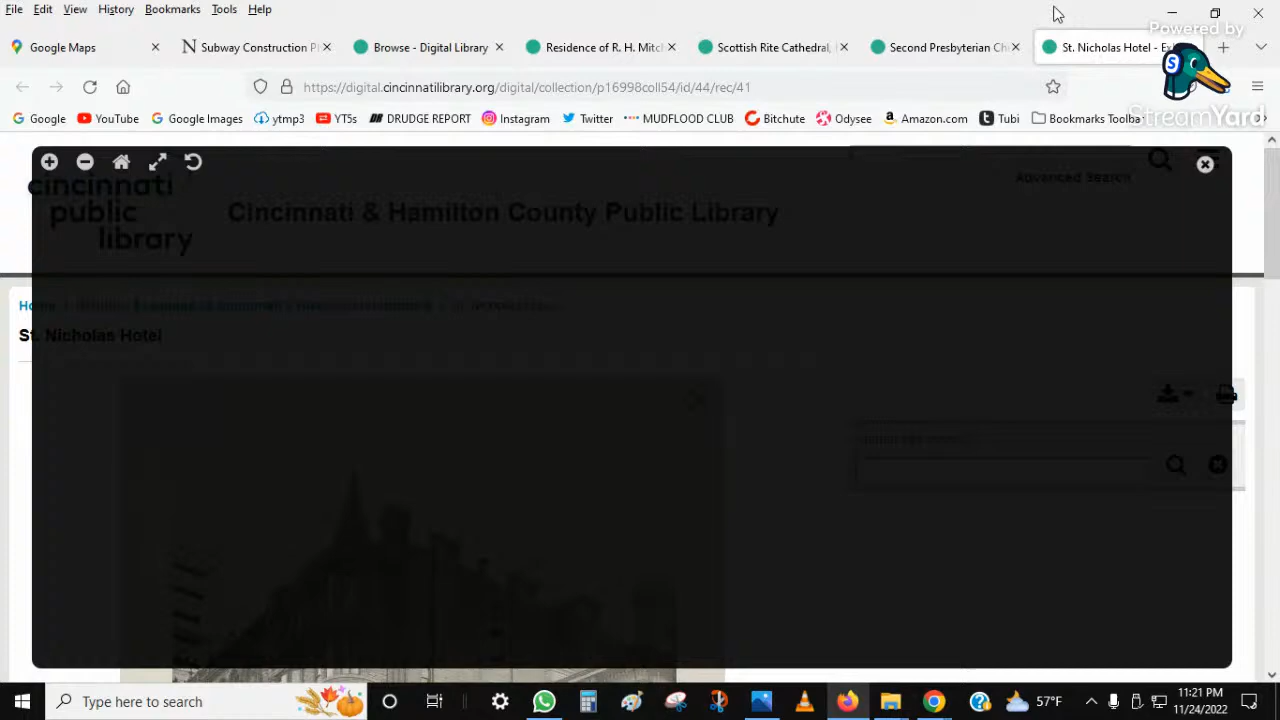 File Edit View History Bookmarks Tools Help
Powered by
Google Maps
Subway Construction P
Browse - Digital Library
Residence of R. H. Mitc
Scottish Rite Cathedral,
Second Presbyterian Ch
St. Nicholas Hotel - Ex
https://digital.cincinnatilibrary.org/digital/collection/p16998coll54/id/44/rec/41
StreamYard
Google YouTube Google Images ytmp3 YT5s DRUDGE REPORT Instagram Twitter MUDFLOOD CLUB Bitchute Odysee Amazon.com Tubi Bookmarks Toolbar
Advanced Search
cincinnati
public
library
Cincinnati & Hamilton County Public Library
Home
St. Nicholas Hotel
Type here to search
57°F
11:21 PM
11/24/2022